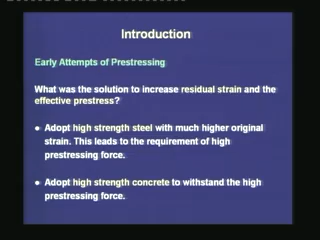 Introduction
Early Attempts of Prestressing
What was the solution to increase residual strain and the
effective prestress?
● Adopt high strength steel with much higher original
strain. This leads to the requirement of high
prestressing force.
● Adopt high strength concrete to withstand the high
prestressing force.